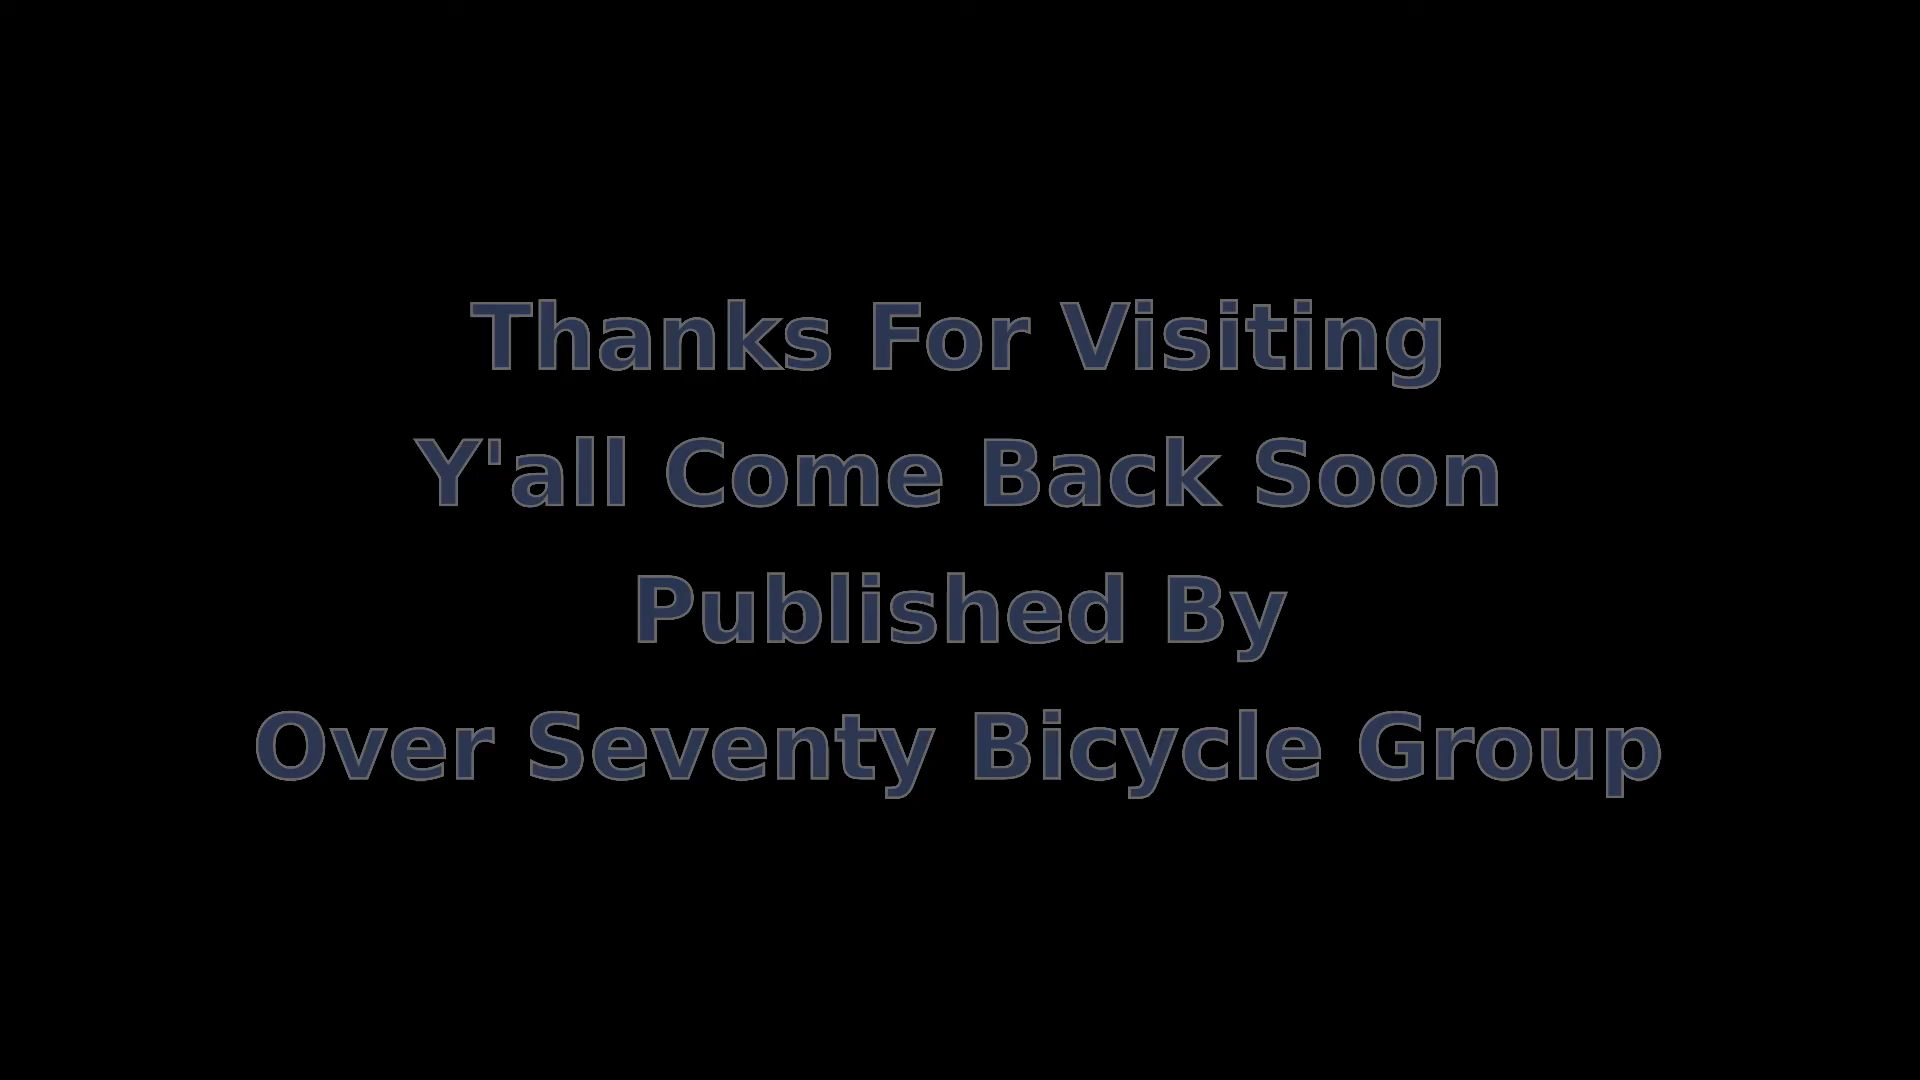 Thanks For Visiting
Y'all Come Back Soon
Published By
Over Seventy Bicycle Group